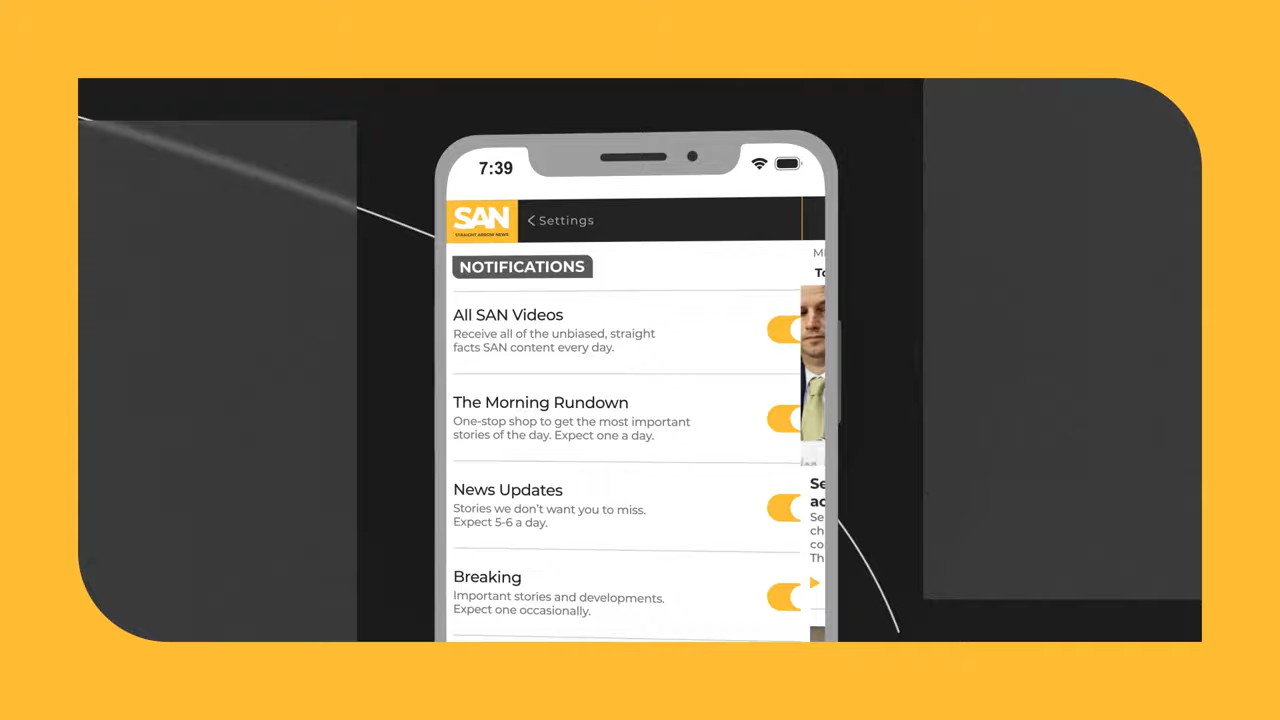 7:39
SAN
STRAIGHT ARROW NEWS
Settings
NOTIFICATIONS
All SAN Videos
Receive all of the unbiased, straight
facts SAN content every day.
The Morning Rundown
One-stop shop to get the most important
stories of the day. Expect one a day.
News Updates
Stories we don't want you to miss.
Expect 5-6 a day.
Breaking
Important stories and developments.
Expect one occasionally.